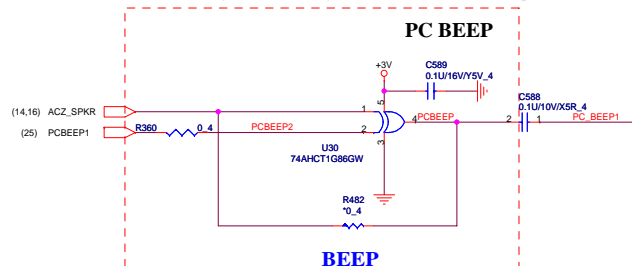 PC BEEP
+3V
C589
0.1U/16V/Y5V_4
C588
0.1U/10V/X5R_4
(14,16) ACZ_SPKR
1
5
4
PCBEEP
2
1
PC_BEEP1
(25) PCBEEP1
R360
0_4
PCBEEP2
2
3
U30
74AHCT1G86GW
R482
*0_4
BEEP